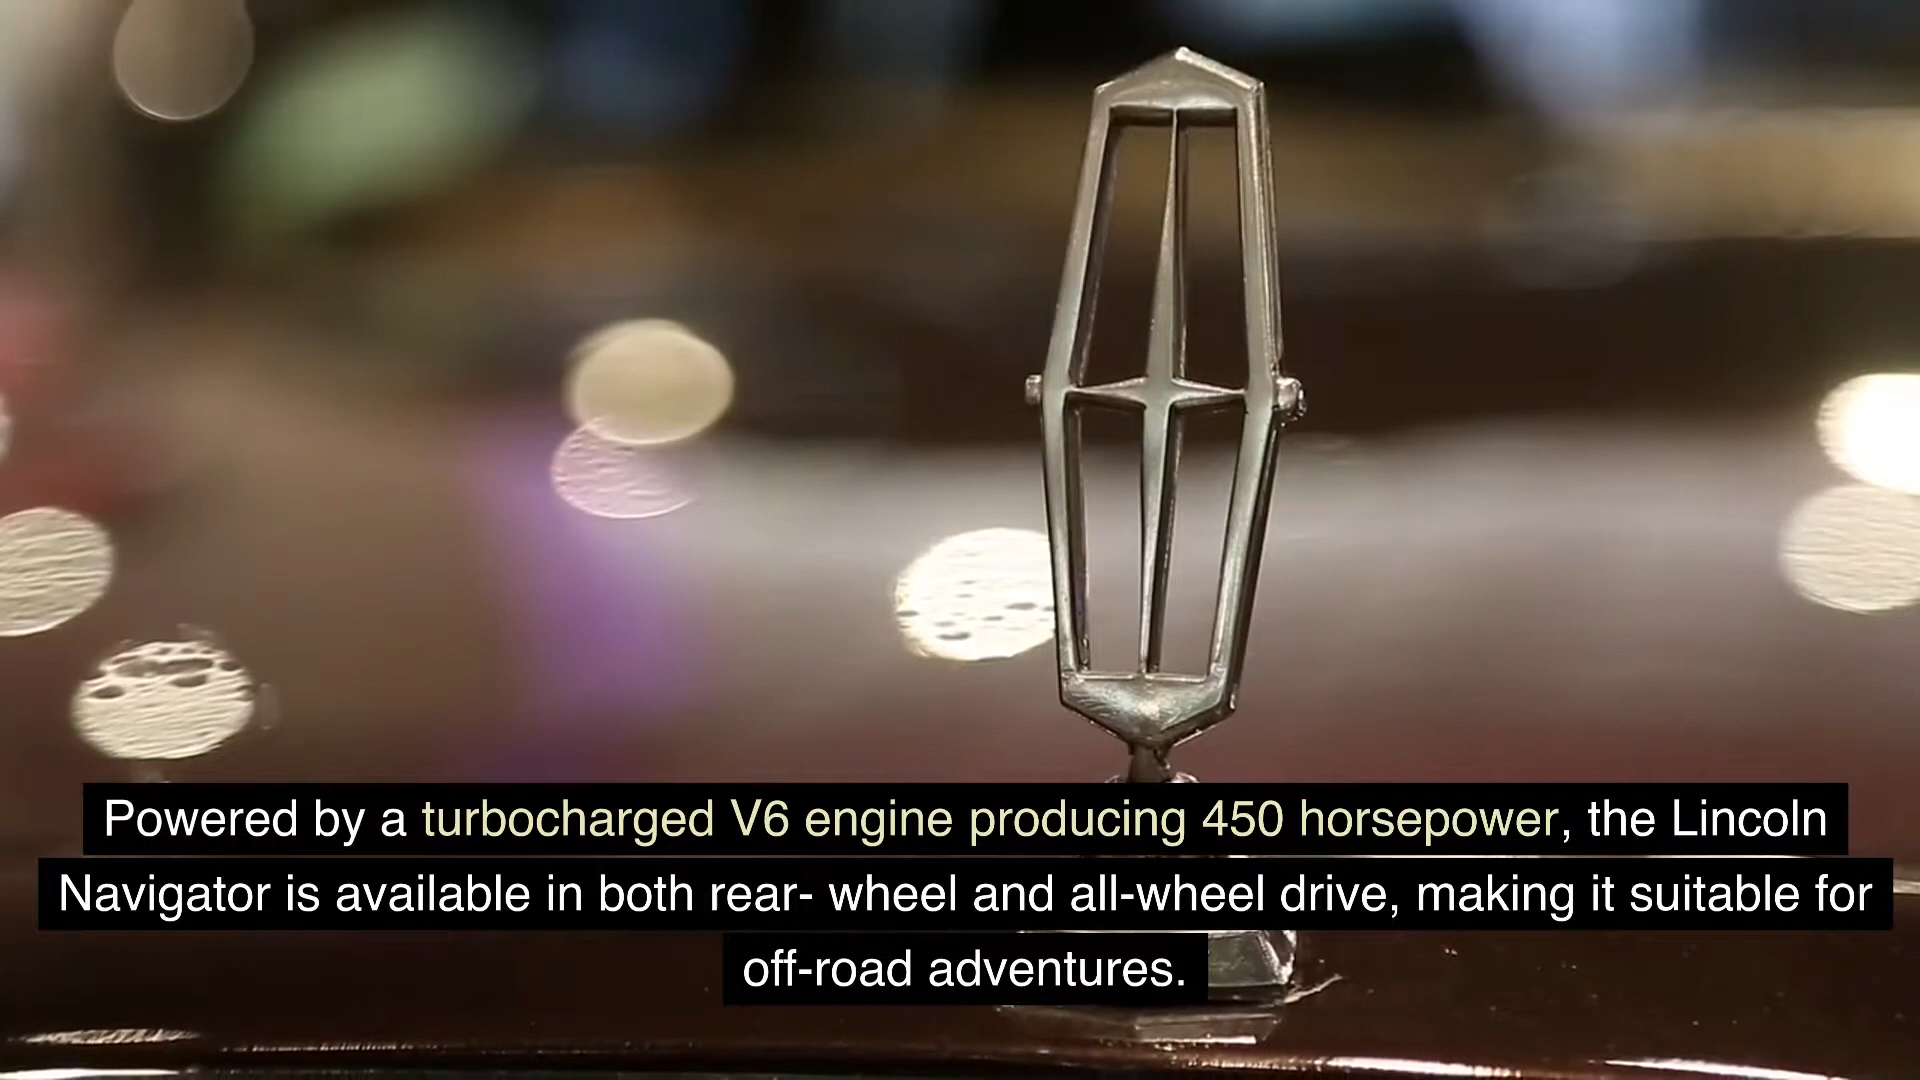 Powered by a turbocharged V6 engine producing 450 horsepower, the Lincoln
Navigator is available in both rear- wheel and all-wheel drive, making it suitable for
off-road adventures.